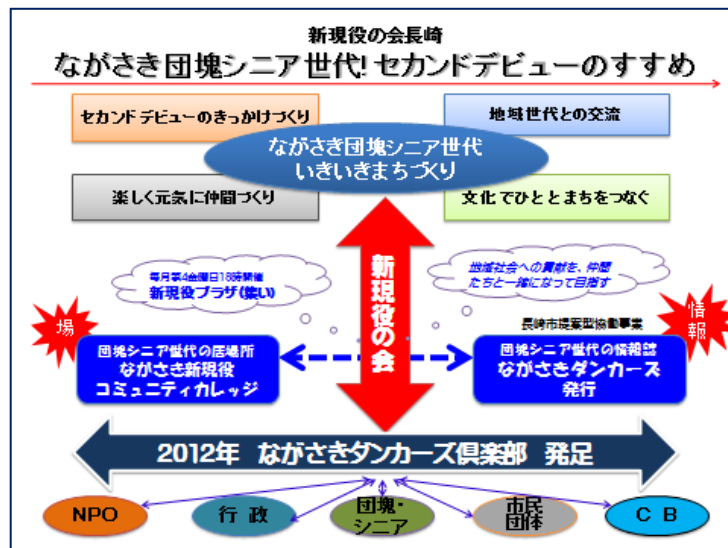 新現役の会長崎
ながさき団塊シニア世代! セカンドデビューのすすめ
セカンドデビューのきっかけづくり
地域世代との交流
ながさき団塊シニア世代
いきいきまちづくり
楽しく元気に仲間づくり
文化でひととまちをつなぐ
毎月第4金曜日18時開催
新現役プラザ(集い)
地域社会への貢献を、仲間
たちと一緒になって目指す
新現役の会
場
情報
長崎市提案型協働事業
団塊シニア世代の居場所
ながさき新現役
コミュニティカレッジ
団塊シニア世代の情報誌
ながさきダンカーズ
発行
2012年 ながさきダンカーズ倶楽部 発足
NPO
行 政
団塊・
シニア
市民
団体
C B